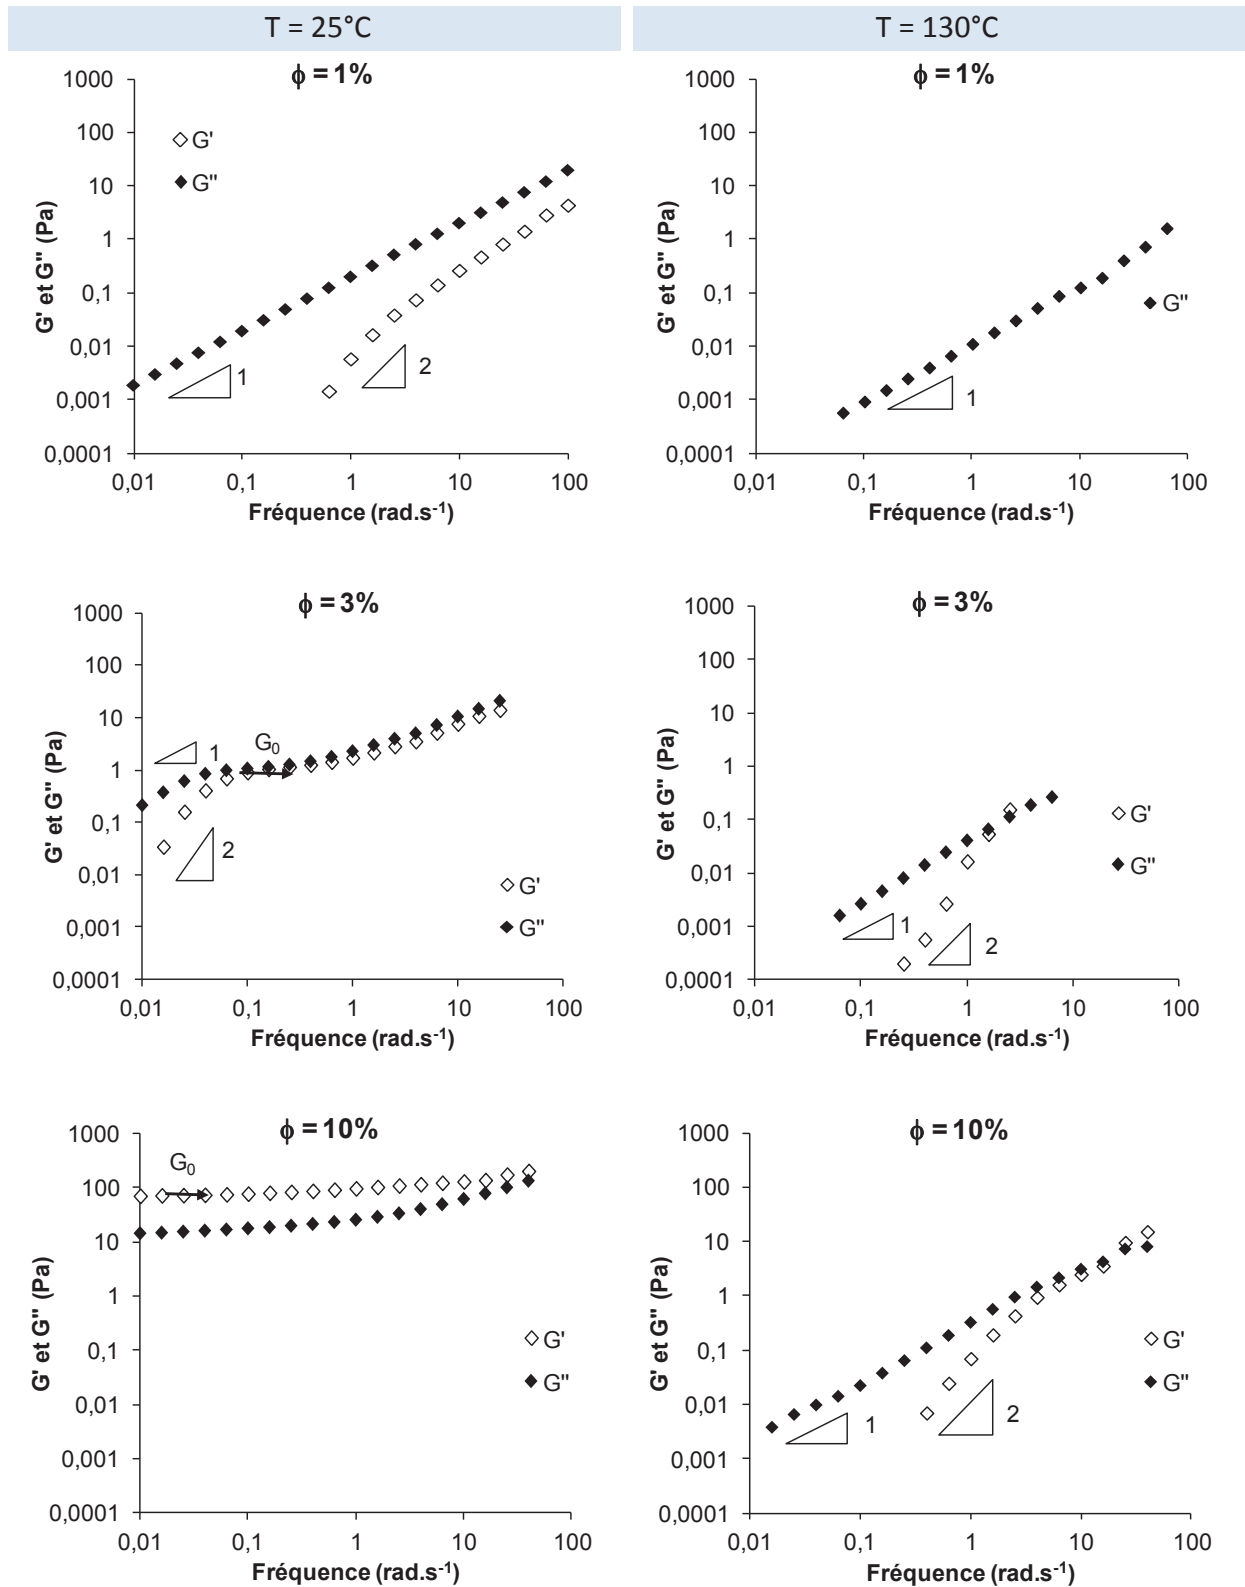 T = 25°C
T = 130°C
ϕ = 1%
1000
100
10
1
0,1
0,01
0,001
0,0001
G' et G" (Pa)
G'
G"
1
2
0,01 0,1 1 10 100
Fréquence (rad.s-1)
ϕ = 1%
1000
100
10
1
0,1
0,01
0,001
0,0001
G' et G" (Pa)
G"
1
0,01 0,1 1 10 100
Fréquence (rad.s-1)
ϕ = 3%
1000
100
10
1
0,1
0,01
0,001
0,0001
G' et G" (Pa)
1
G0
2
G'
G"
0,01 0,1 1 10 100
Fréquence (rad.s-1)
ϕ = 3%
1000
100
10
1
0,1
0,01
0,001
0,0001
G' et G" (Pa)
G'
G"
1
2
0,01 0,1 1 10 100
Fréquence (rad.s-1)
ϕ = 10%
1000
100
10
1
0,1
0,01
0,001
0,0001
G' et G" (Pa)
G0
G'
G"
0,01 0,1 1 10 100
Fréquence (rad.s-1)
ϕ = 10%
1000
100
10
1
0,1
0,01
0,001
0,0001
G' et G" (Pa)
G'
G"
1
2
0,01 0,1 1 10 100
Fréquence (rad.s-1)